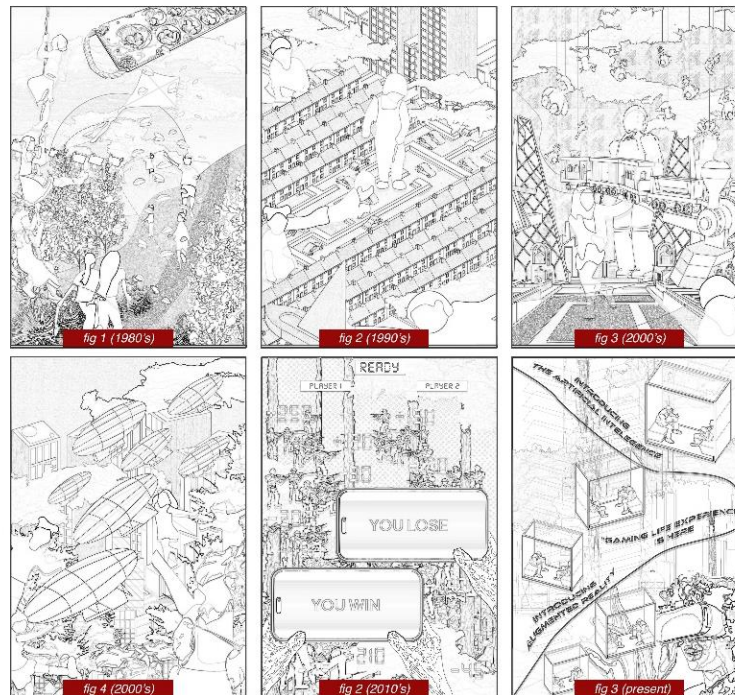 fig 1 (1980's)
fig 2 (1990's)
fig 3 (2000's)
fig 4 (2000's)
READY
PLAYER 1
PLAYER 2
YOU LOSE
YOU WIN
210
fig 2 (2010's)
INTRODUCING
THE ARTIFICIAL INTELEGENCE
GAMING LIFE EXPERIENCE
IS HERE
INTRODUCING
AUGMENTED REALITY
fig 3 (present)